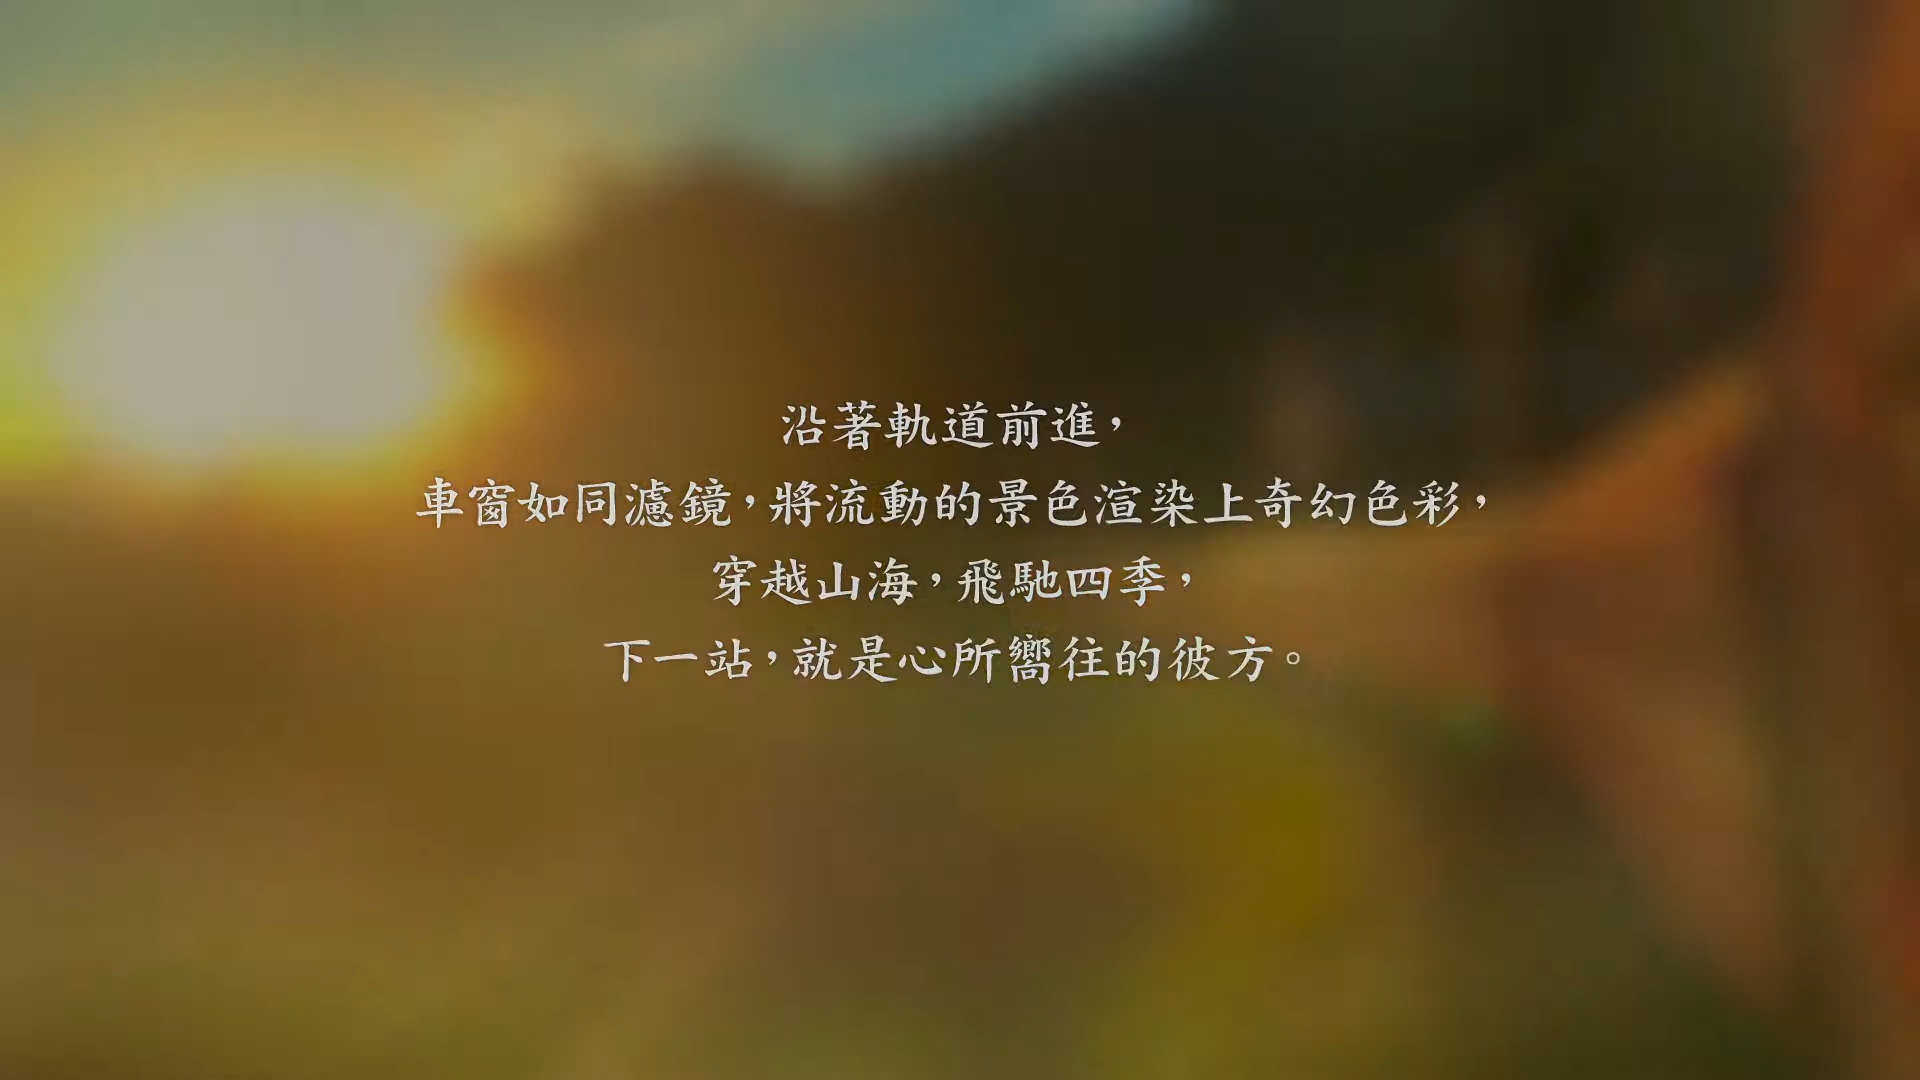 沿著軌道前進，
車窗如同濾鏡，將流動的景色渲染上奇幻色彩，
穿越山海，飛馳四季，
下一站，就是心所嚮往的彼方。